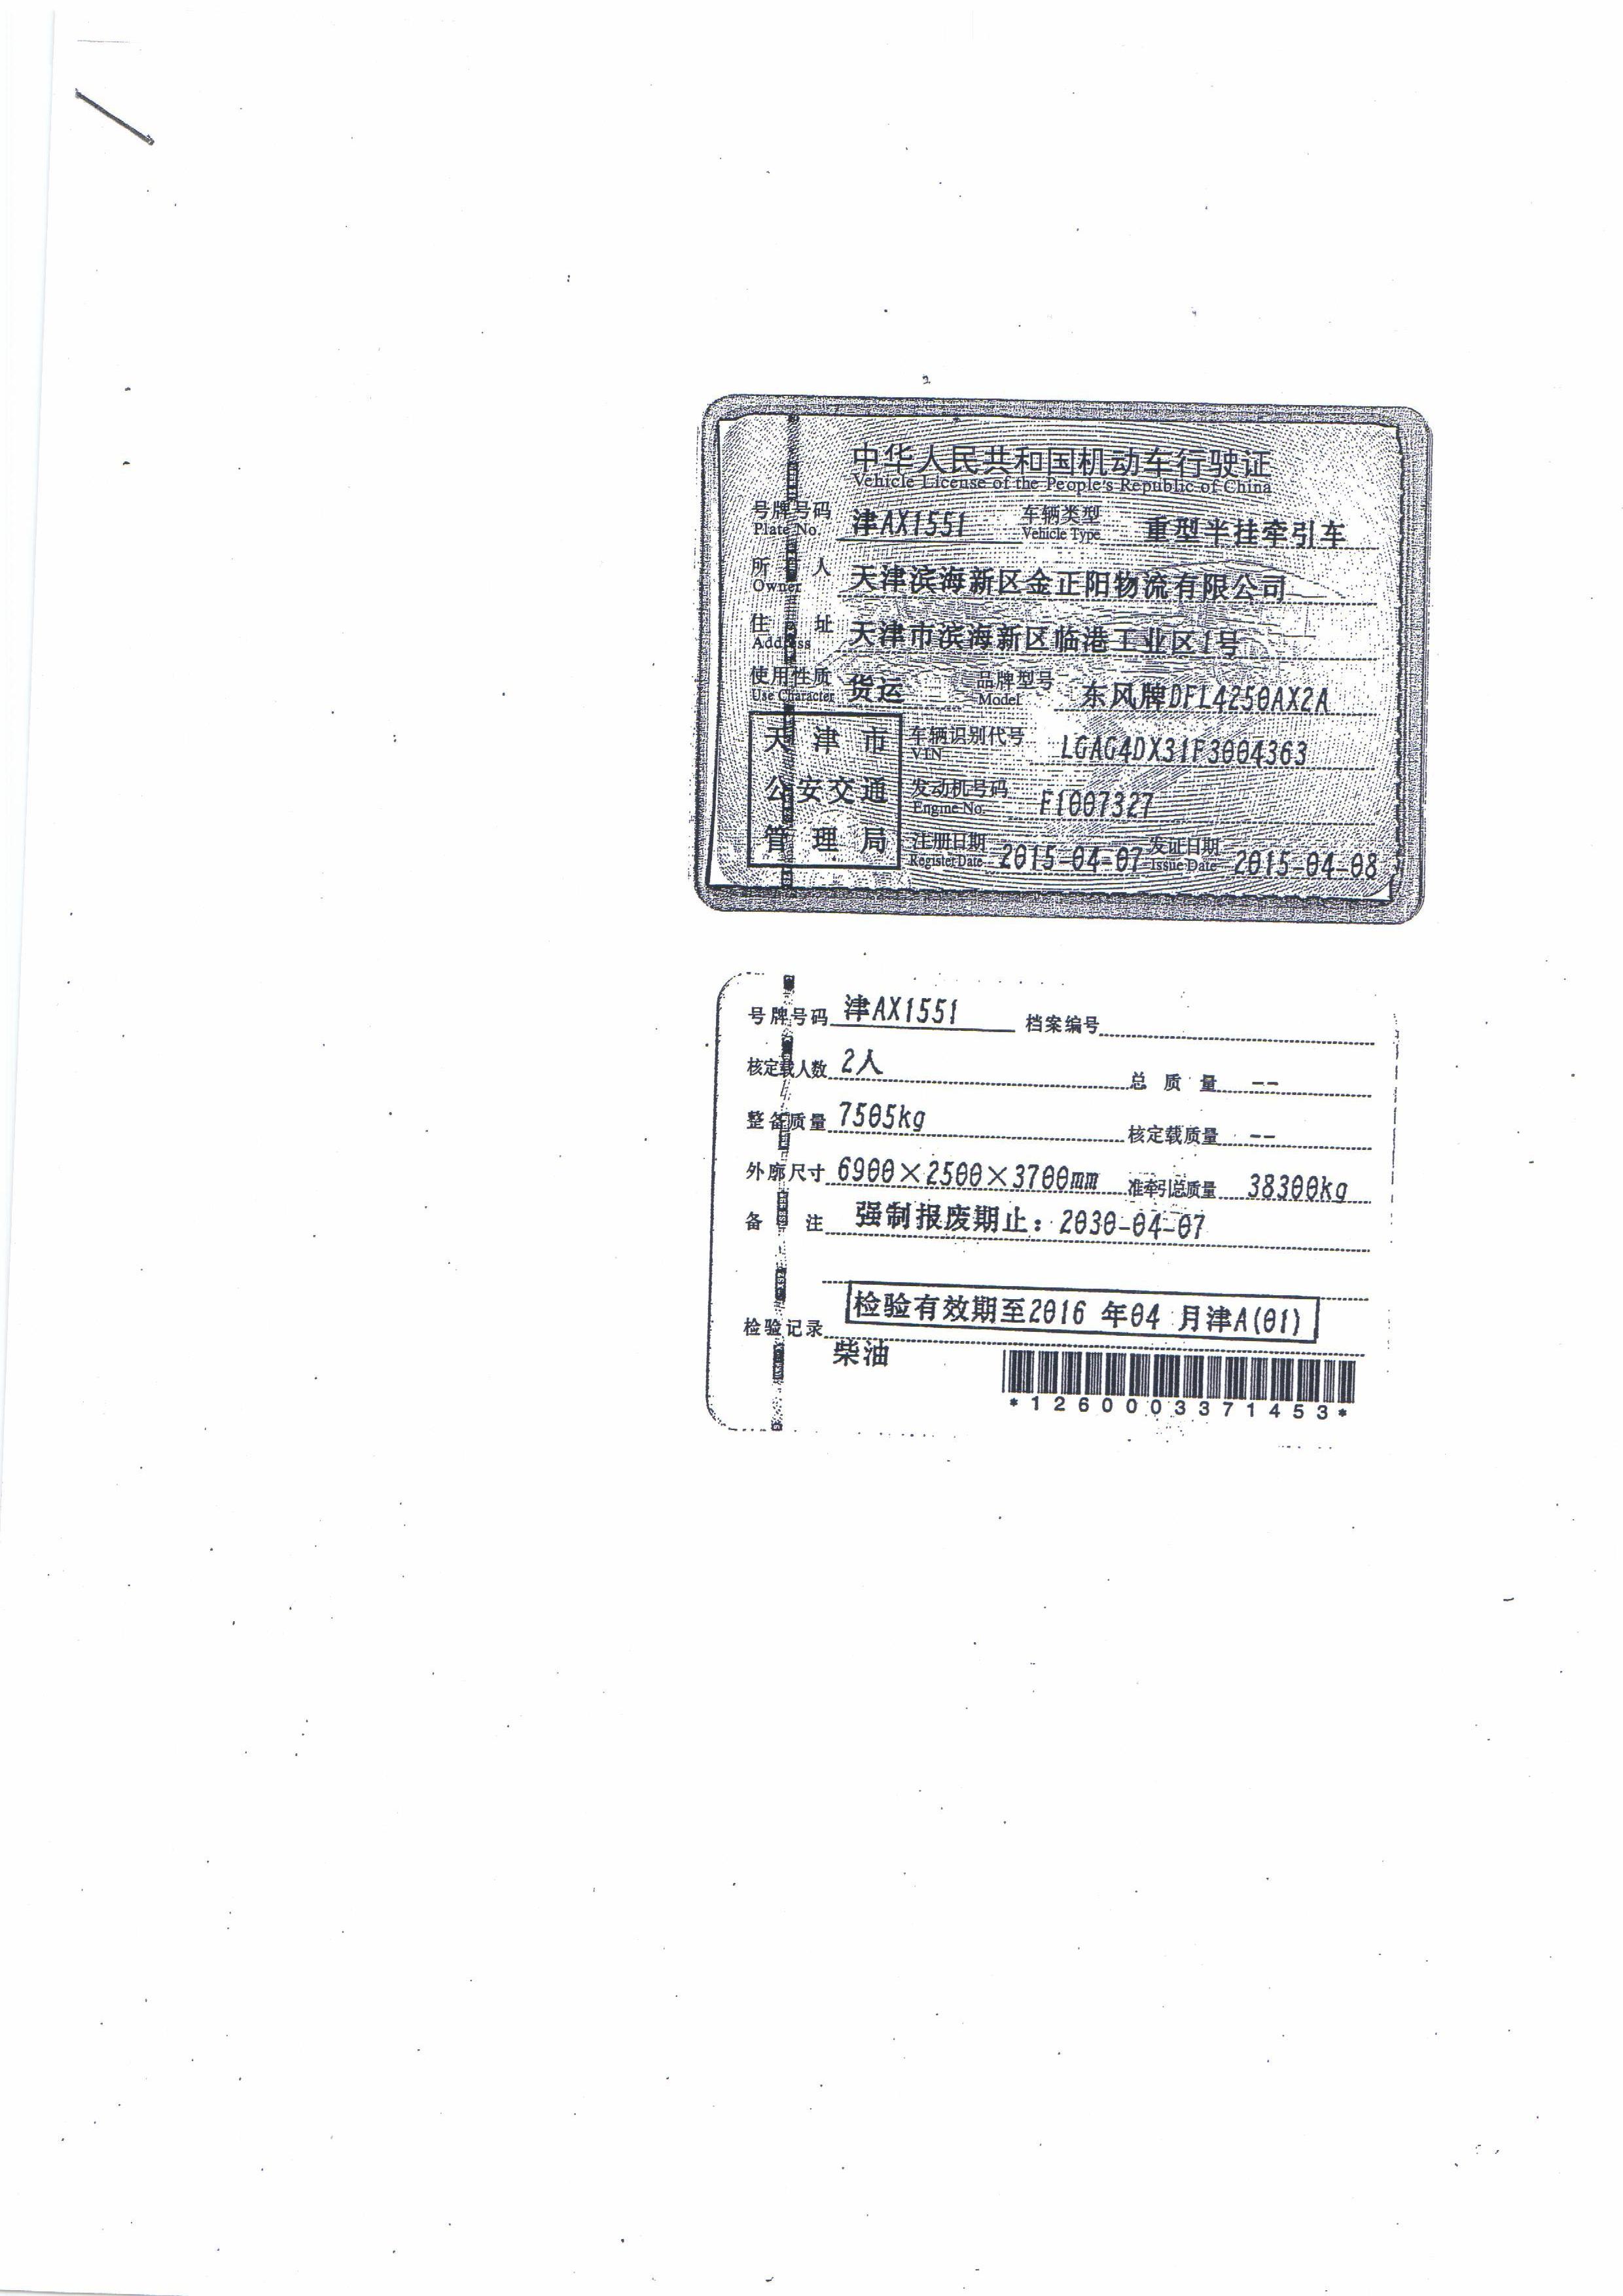 中华人民共和国机动车行驶证
Vehicle License of the People's Republic of China
号牌号码 津AX1551 车辆类型 重型半挂牵引车
Plate No. Vehicle Type
所有人 天津滨海新区金正阳物流有限公司
Owner
住址 天津市滨海新区临港工业区1号
Address
使用性质 货运 品牌型号 东风牌DFL4250AX2A
Use Character Model
天津市 车辆识别代号 LGAG4DX31F3004363
VIN
公安交通 发动机号码 F1007327
Engine No.
管理局 注册日期 2015-04-07 发证日期 2015-04-08
Register Date Issue Date
号牌号码 津AX1551 档案编号
核定载人数 2人 总质量 --
整备质量 7505kg 核定载质量 --
外廓尺寸 6900×2500×3700mm 准牵引总质量 38300kg
备注 强制报废期止：2030-04-07
检验有效期至2016 年04 月津A(01)
检验记录
柴油
*1260003371453*